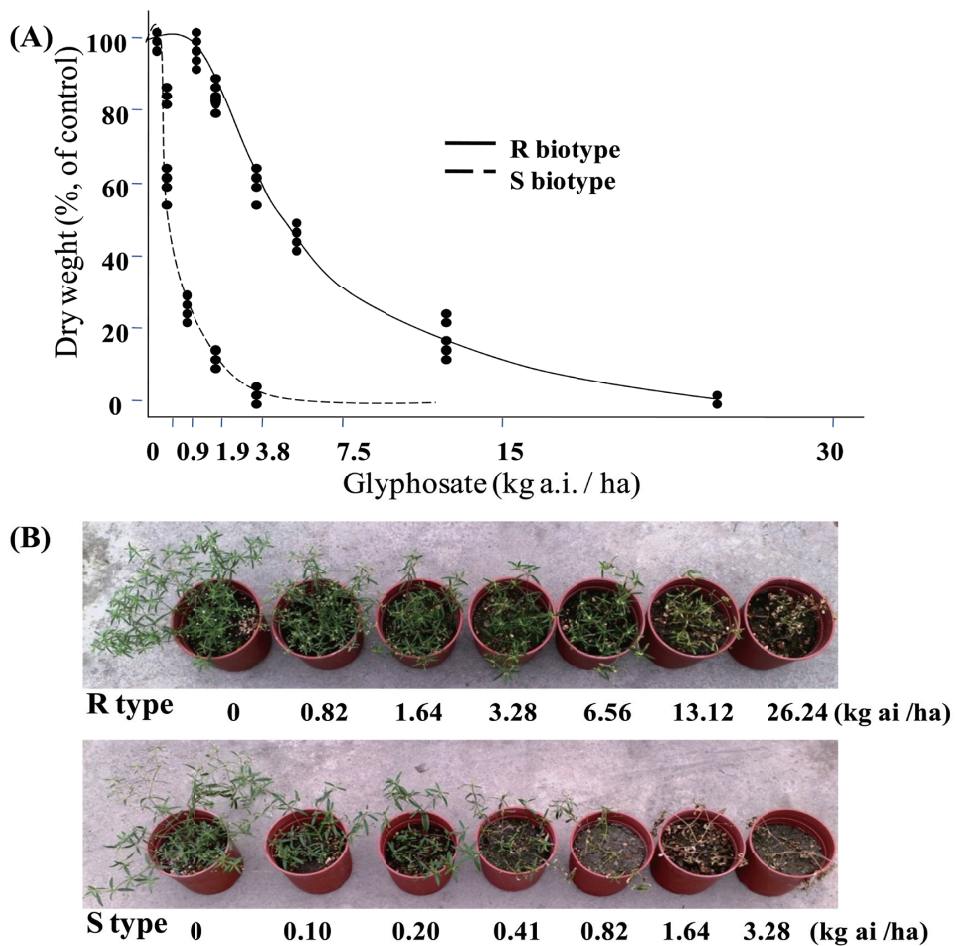 (A)
100
80
60
40
20
0
Dry weght (%, of control)
R biotype
S biotype
0 0.9 1.9 3.8 7.5 15 30
Glyphosate (kg a.i. / ha)
(B)
R type 0 0.82 1.64 3.28 6.56 13.12 26.24 (kg ai /ha)
S type 0 0.10 0.20 0.41 0.82 1.64 3.28 (kg ai /ha)